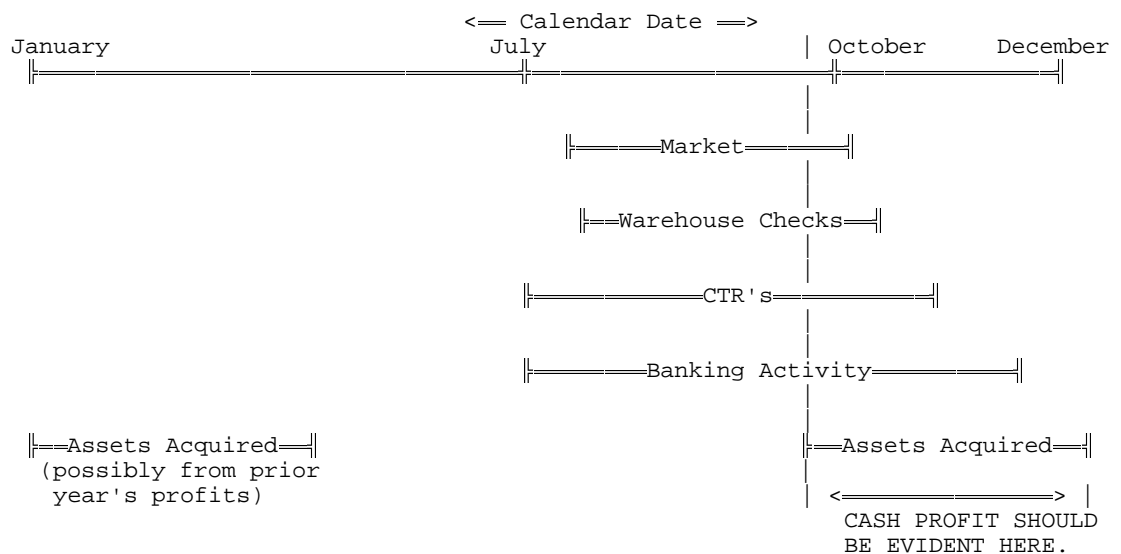 <== Calendar Date ==>
January July | October December
Market
Warehouse Checks
CTR's
Banking Activity
Assets Acquired Assets Acquired
(possibly from prior
year's profits)
CASH PROFIT SHOULD
BE EVIDENT HERE.